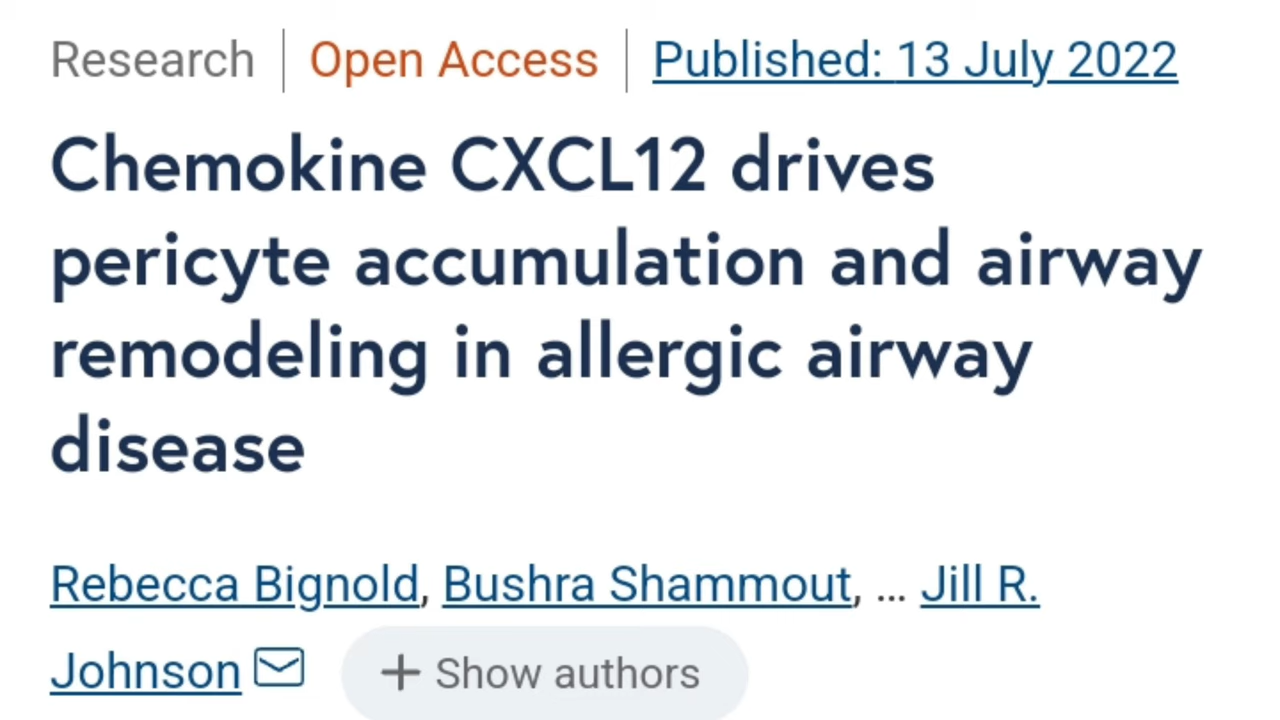 Research | Open Access | Published: 13 July 2022
Chemokine CXCL12 drives
pericyte accumulation and airway
remodeling in allergic airway
disease
Rebecca Bignold, Bushra Shammout, ... Jill R.
Johnson + Show authors